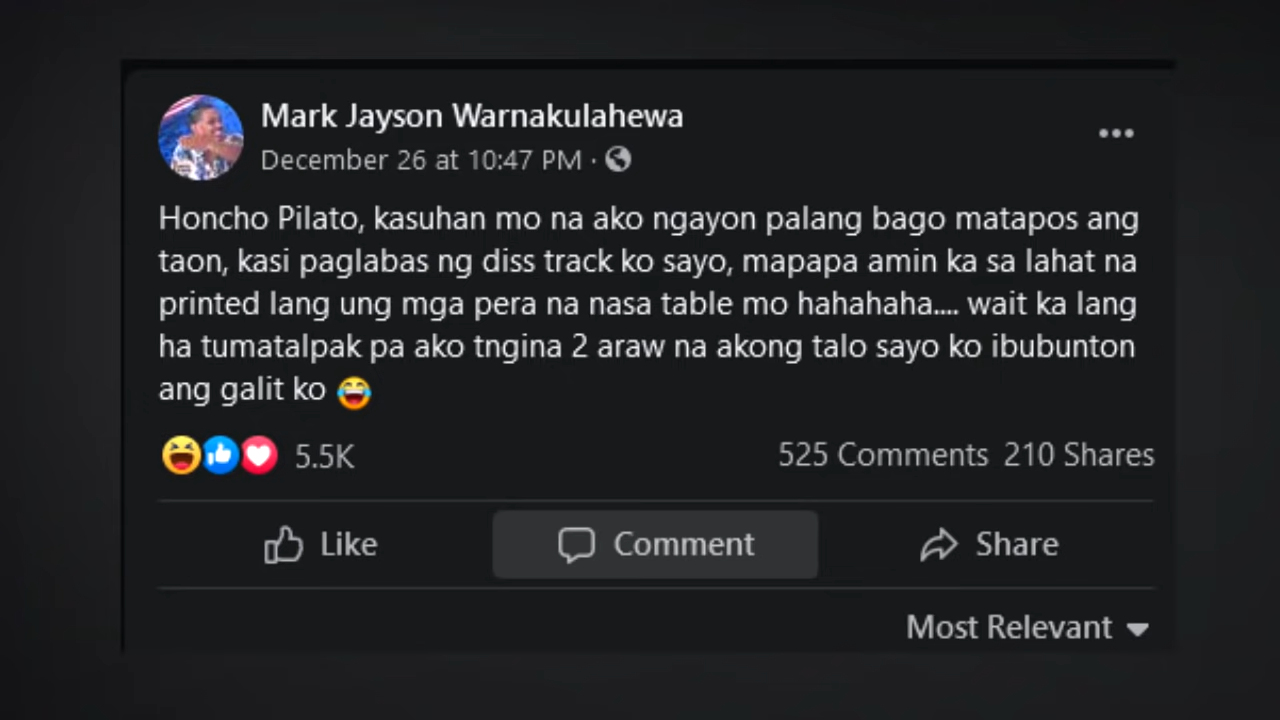 Mark Jayson Warnakulahewa
December 26 at 10:47 PM ·
Honcho Pilato, kasuhan mo na ako ngayon palang bago matapos ang
taon, kasi paglabas ng diss track ko sayo, mapapa amin ka sa lahat na
printed lang ung mga pera na nasa table mo hahahaha.... wait ka lang
ha tumatalpak pa ako tngina 2 araw na akong talo sayo ko ibubunton
ang galit ko 😂
5.5K 525 Comments 210 Shares
Like Comment Share
Most Relevant